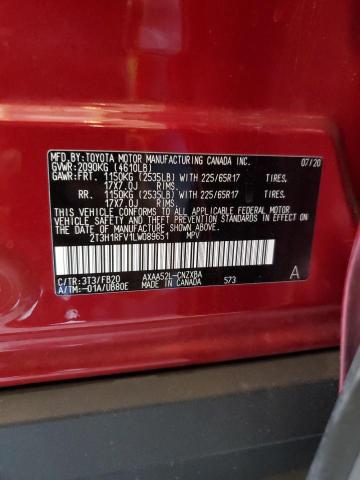 MFD.BY:TOYOTA MOTOR MANUFACTURING CANADA INC. 07/20
GVWR:2090KG (4610LB)
GAWR:FRT. 1150KG (2535LB) WITH 225/65R17
17X7.0J RIMS.
RR. 1150KG (2535LB) WITH 225/65R17
17X7.0J RIMS.
THIS VEHICLE CONFORMS TO ALL APPLICABLE FEDERAL MOTOR
VEHICLE SAFETY AND THEFT PREVENTION STANDARDS IN EFFECT ON
THE DATE OF MANUFACTURE SHOWN ABOVE.
2T3H1RFV1LW089651 MPV
C/TR:3T3/FB20 AXAA52L-CNZXBA A
A/TM:-01A/UB80E MADE IN CANADA 573